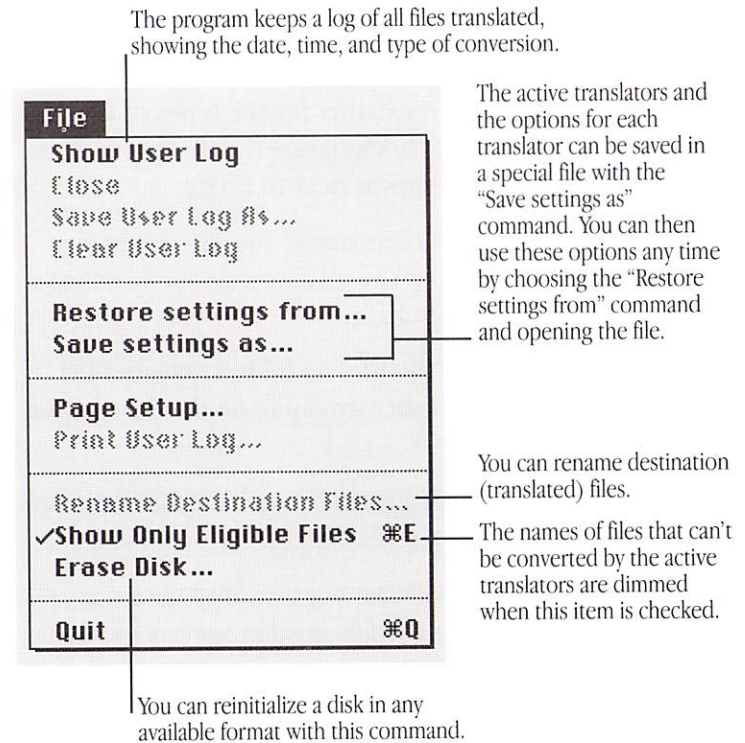 The program keeps a log of all files translated,
showing the date, time, and type of conversion.
File
Show User Log
Close
Save User Log As...
Clear User Log
Restore settings from...
Save settings as...
Page Setup...
Print User Log...
Rename Destination Files...
✓Show Only Eligible Files ⌘E
Erase Disk...
Quit ⌘Q
The active translators and
the options for each
translator can be saved in
a special file with the
“Save settings as”
command. You can then
use these options any time
by choosing the “Restore
settings from” command
and opening the file.
You can rename destination
(translated) files.
The names of files that can’t
be converted by the active
translators are dimmed
when this item is checked.
You can reinitialize a disk in any
available format with this command.